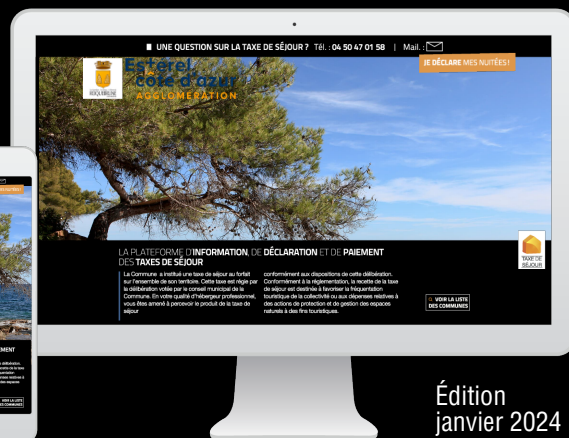 UNE QUESTION SUR LA TAXE DE SÉJOUR ? Tél. : 04 50 47 01 58 | Mail. :
JE DÉCLARE MES NUITÉES !
Esterel
côte d'azur
AGGLOMÉRATION
ROQUEBRUNE
LA PLATEFORME D'INFORMATION, DE DÉCLARATION ET DE PAIEMENT
DES TAXES DE SÉJOUR
La Commune a institué une taxe de séjour au forfait
sur l'ensemble de son territoire. Cette taxe est régie par
la délibération votée par le conseil municipal de la
Commune. En votre qualité d'hébergeur professionnel,
vous êtes amené à percevoir le produit de la taxe de
séjour
conformément aux dispositions de cette délibération.
Conformément à la réglementation, la recette de la taxe
de séjour est destinée à favoriser la fréquentation
touristique de la collectivité ou aux dépenses relatives à
des actions de protection et de gestion des espaces
naturels à des fins touristiques.
TAXE DE
SÉJOUR
VOIR LA LISTE
DES COMMUNES
EMENT
VOIR LA LISTE
DES COMMUNES
Édition
janvier 2024